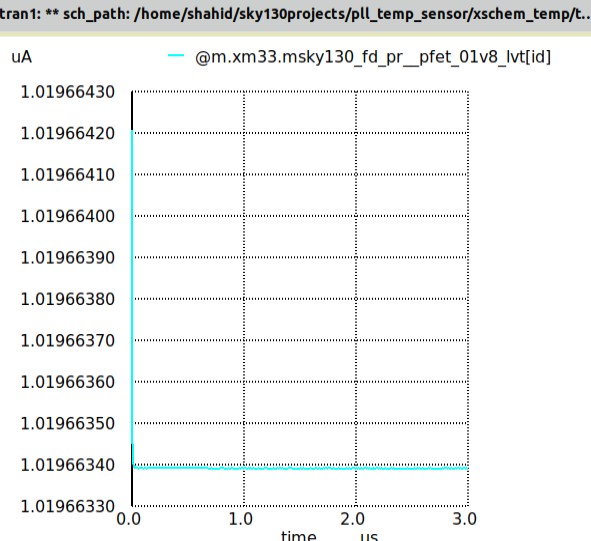 tran1: ** sch_path: /home/shahid/sky130projects/pll_temp_sensor/xschem_temp/t...
uA
@m.xm33.msky130_fd_pr__pfet_01v8_lvt[id]
1.01966430
1.01966420
1.01966410
1.01966400
1.01966390
1.01966380
1.01966370
1.01966360
1.01966350
1.01966340
1.01966330
0.0 1.0 2.0 3.0
time us